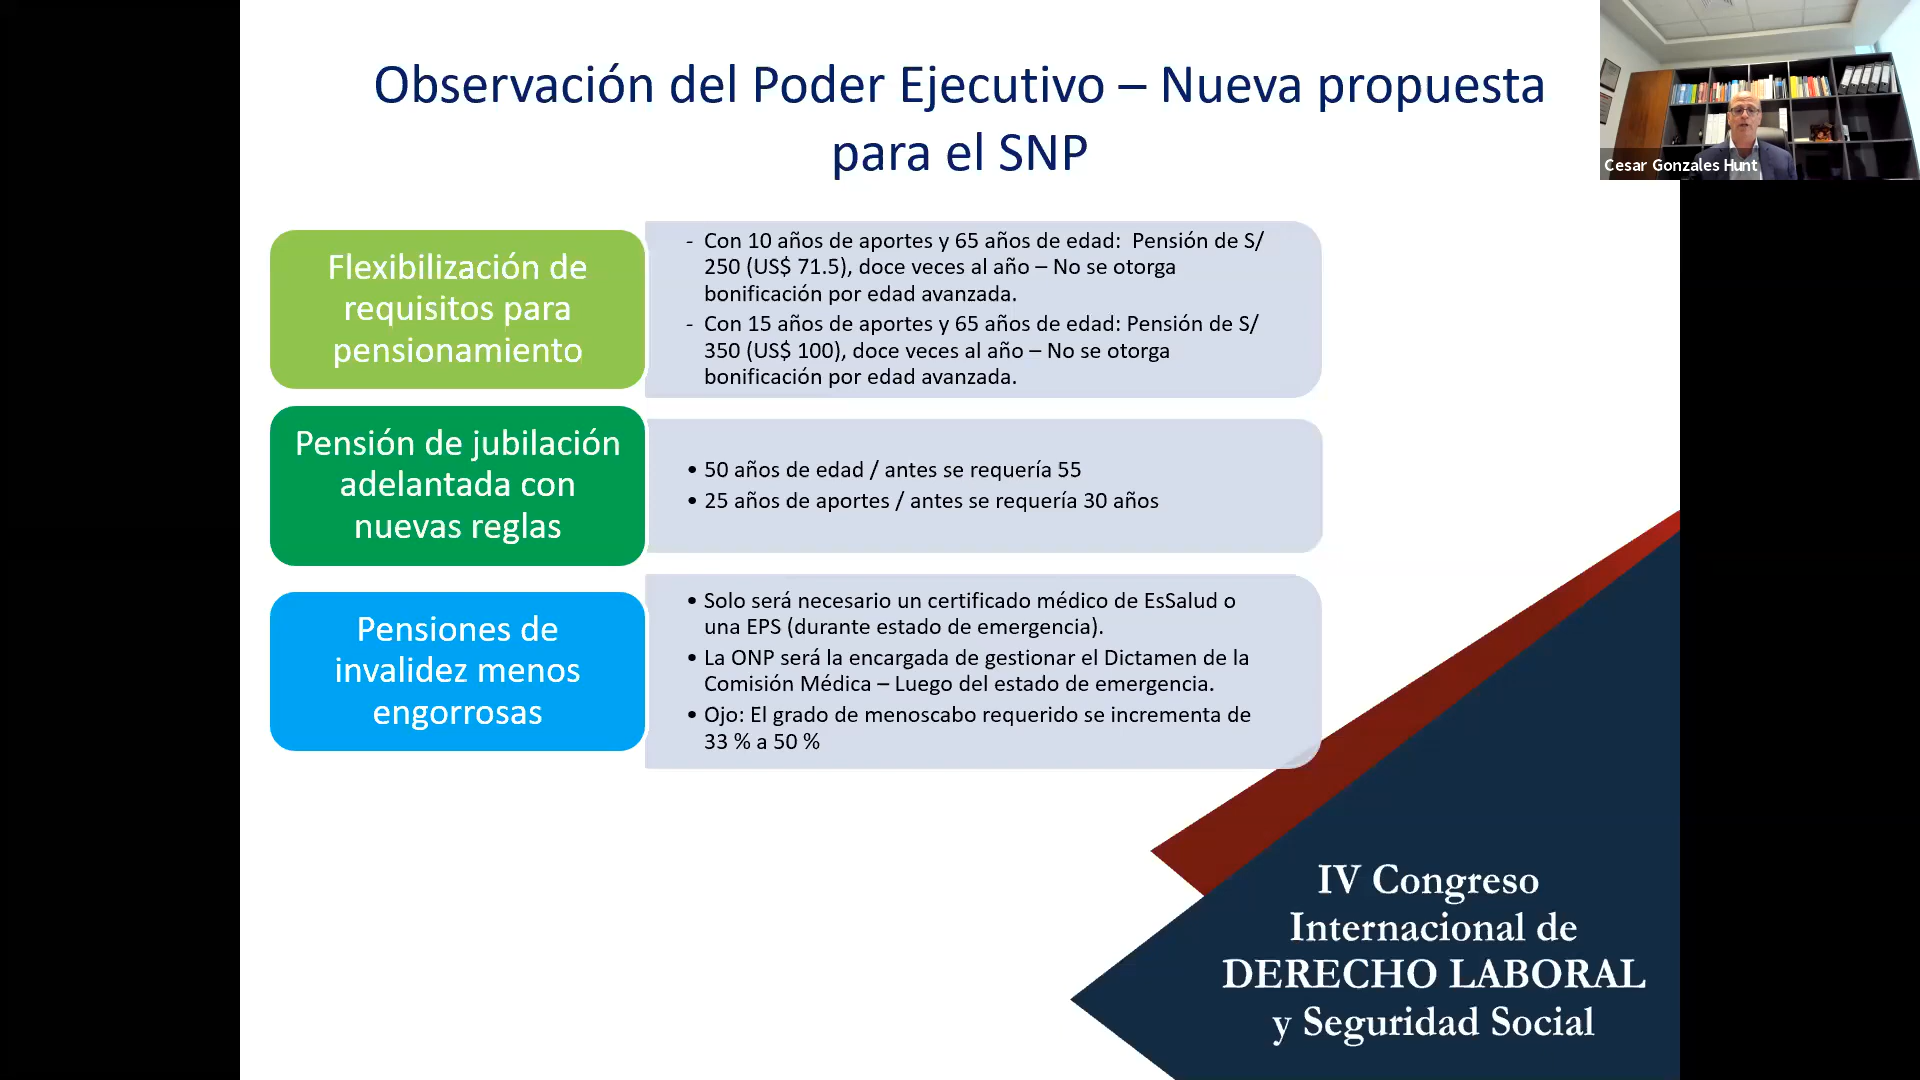 Observación del Poder Ejecutivo – Nueva propuesta
para el SNP
Cesar Gonzales Hunt
Flexibilización de
requisitos para
pensionamiento
- Con 10 años de aportes y 65 años de edad: Pensión de S/
250 (US$ 71.5), doce veces al año – No se otorga
bonificación por edad avanzada.
- Con 15 años de aportes y 65 años de edad: Pensión de S/
350 (US$ 100), doce veces al año – No se otorga
bonificación por edad avanzada.
Pensión de jubilación
adelantada con
nuevas reglas
• 50 años de edad / antes se requería 55
• 25 años de aportes / antes se requería 30 años
Pensiones de
invalidez menos
engorrosas
• Solo será necesario un certificado médico de EsSalud o
una EPS (durante estado de emergencia).
• La ONP será la encargada de gestionar el Dictamen de la
Comisión Médica – Luego del estado de emergencia.
• Ojo: El grado de menoscabo requerido se incrementa de
33 % a 50 %
IV Congreso
Internacional de
DERECHO LABORAL
y Seguridad Social